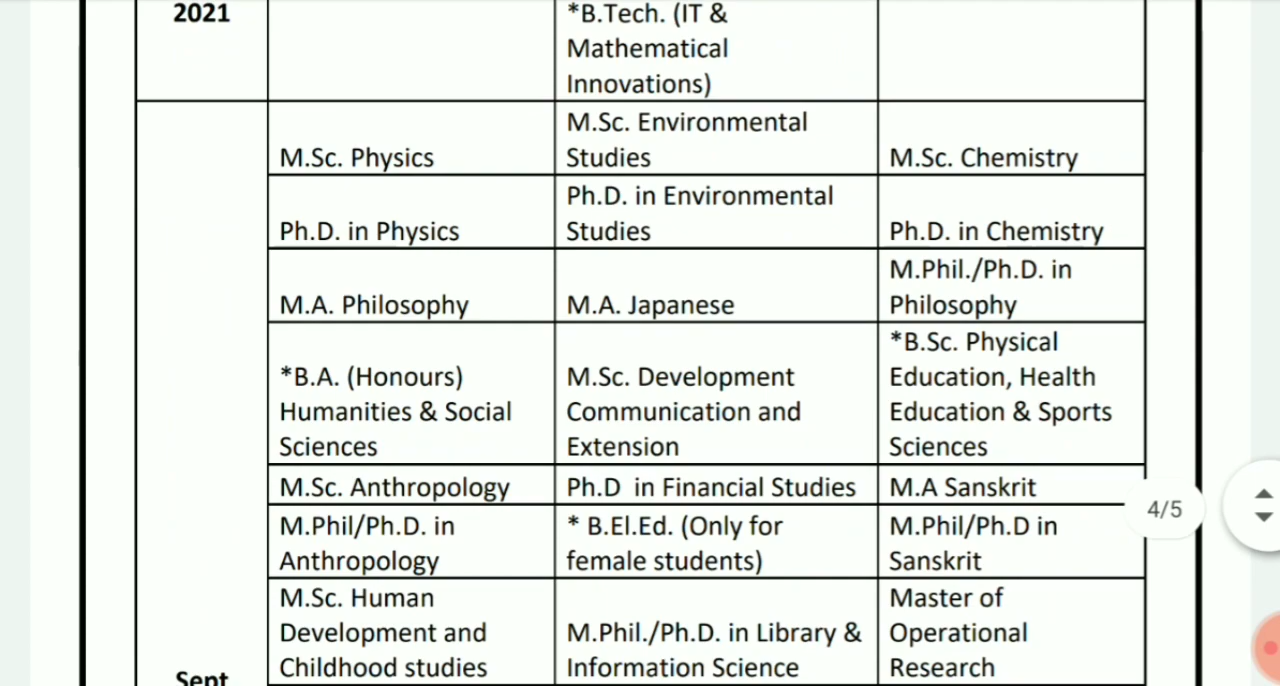 2021
*B.Tech. (IT &
Mathematical
Innovations)
M.Sc. Physics
M.Sc. Environmental
Studies
M.Sc. Chemistry
Ph.D. in Physics
Ph.D. in Environmental
Studies
Ph.D. in Chemistry
M.A. Philosophy
M.A. Japanese
M.Phil./Ph.D. in
Philosophy
*B.A. (Honours)
Humanities & Social
Sciences
M.Sc. Development
Communication and
Extension
*B.Sc. Physical
Education, Health
Education & Sports
Sciences
M.Sc. Anthropology
Ph.D  in Financial Studies
M.A Sanskrit
M.Phil/Ph.D. in
Anthropology
* B.El.Ed. (Only for
female students)
M.Phil/Ph.D in
Sanskrit
M.Sc. Human
Development and
Childhood studies
M.Phil./Ph.D. in Library &
Information Science
Master of
Operational
Research
Sept
4/5